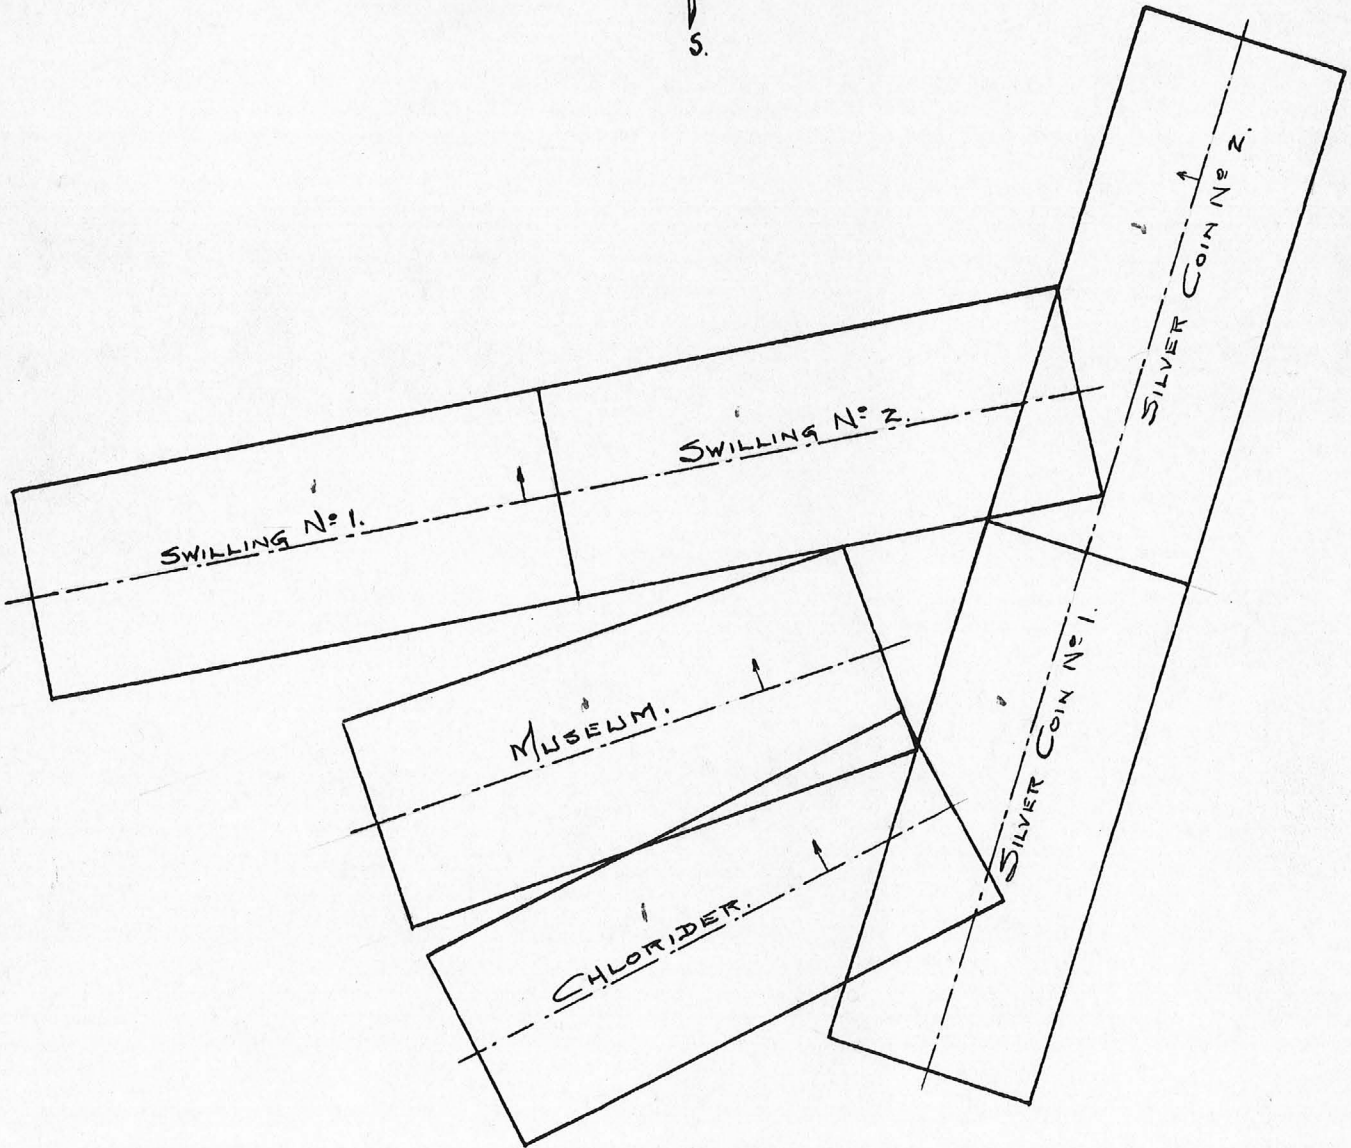 S.
SILVER COIN Nº 2.
SWILLING Nº 2.
SWILLING Nº 1.
SILVER COIN Nº 1.
MUSEUM.
CHLORIDER.